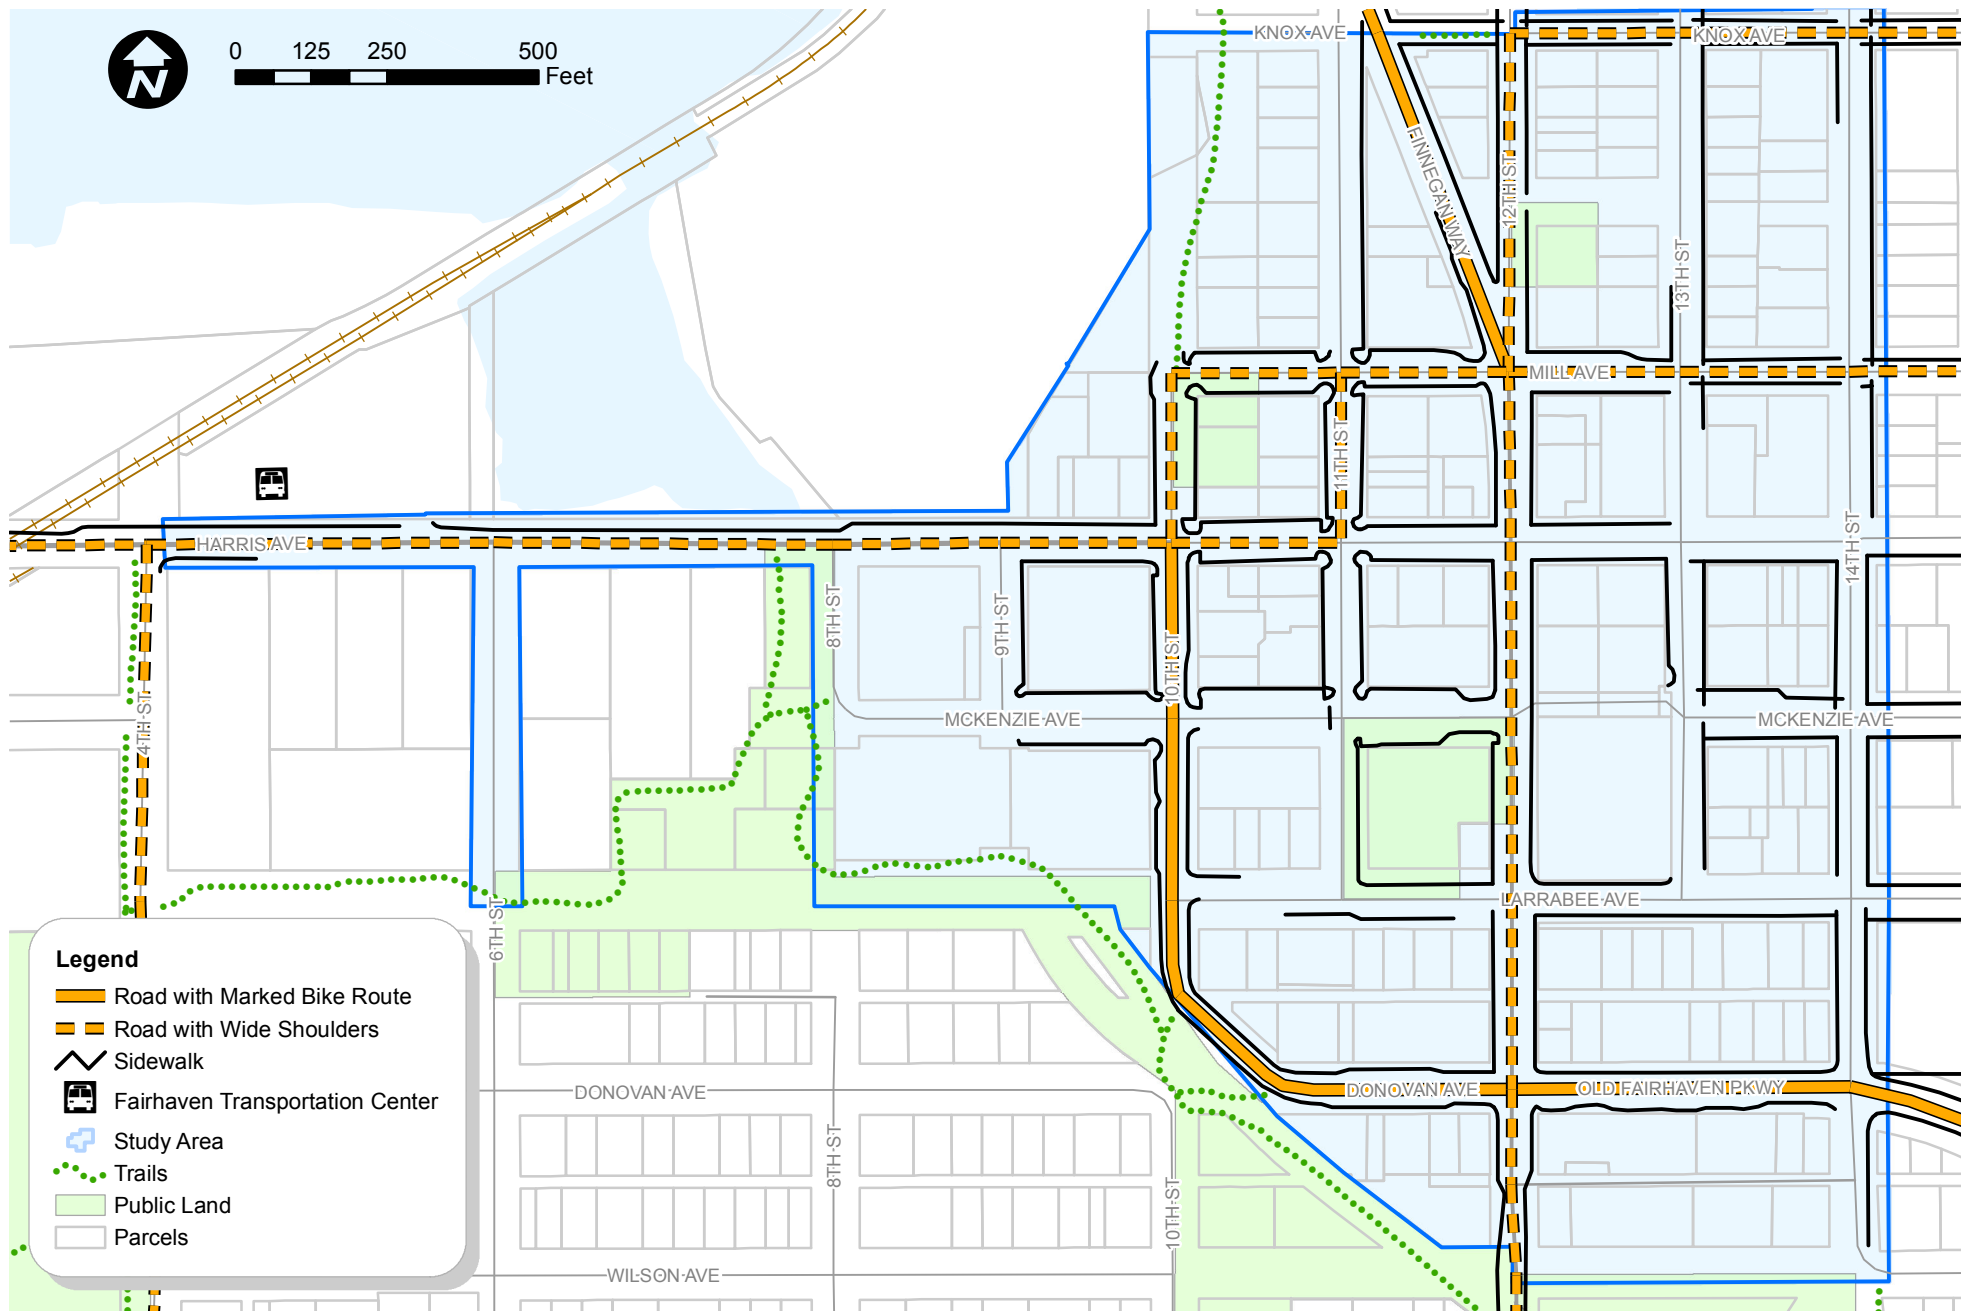 N
0 125 250 500
Feet
KNOX AVE
KNOX AVE
FINNEGAN WAY
12TH ST
13TH ST
MILL AVE
11TH ST
HARRIS AVE
14TH ST
8TH ST
9TH ST
10TH ST
4TH ST
MCKENZIE AVE
MCKENZIE AVE
LARRABEE AVE
6TH ST
DONOVAN AVE
DONOVAN AVE
OLD FAIRHAVEN PKWY
8TH ST
10TH ST
WILSON AVE
Legend
Road with Marked Bike Route
Road with Wide Shoulders
Sidewalk
Fairhaven Transportation Center
Study Area
Trails
Public Land
Parcels